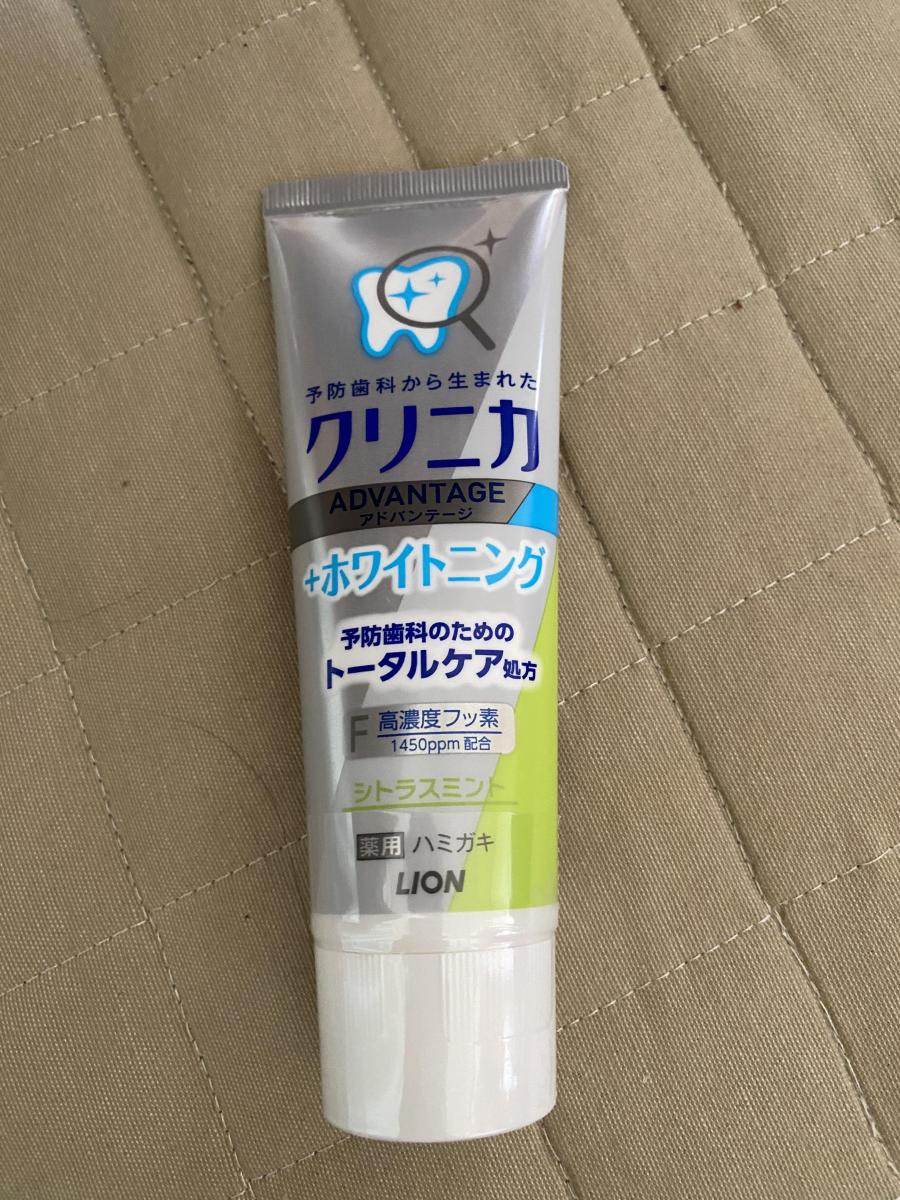 予防歯科から生まれた
クリニカ
ADVANTAGE
アドバンテージ
+ホワイトニング
予防歯科のための
トータルケア処方
F 高濃度フッ素
1450ppm 配合
シトラスミント
薬用 ハミガキ
LION